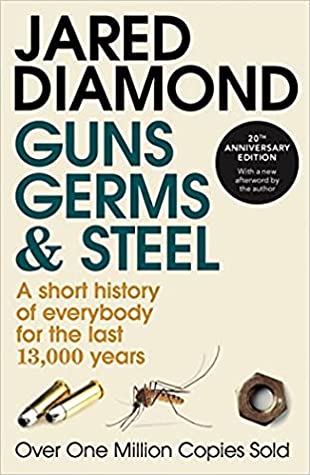 JARED
DIAMOND
GUNS
GERMS
& STEEL
20TH
ANNIVERSARY
EDITION
With a new
afterword by
the author
A short history
of everybody
for the last
13,000 years
Over One Million Copies Sold